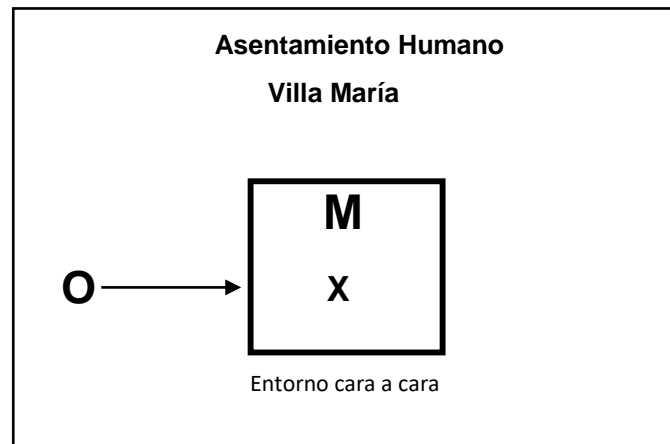 Asentamiento Humano
Villa María
M
O
X
Entorno cara a cara